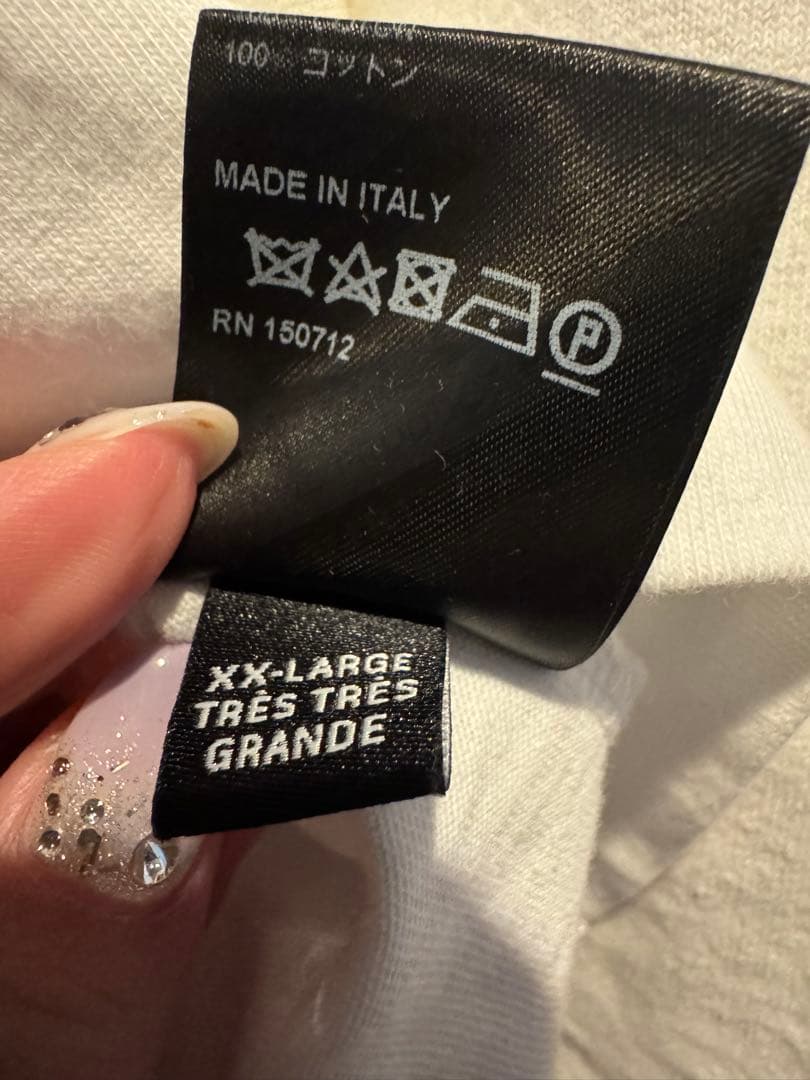 100 コットン
MADE IN ITALY
P
RN 150712
XX-LARGE
TRÈS TRÈS
GRANDE